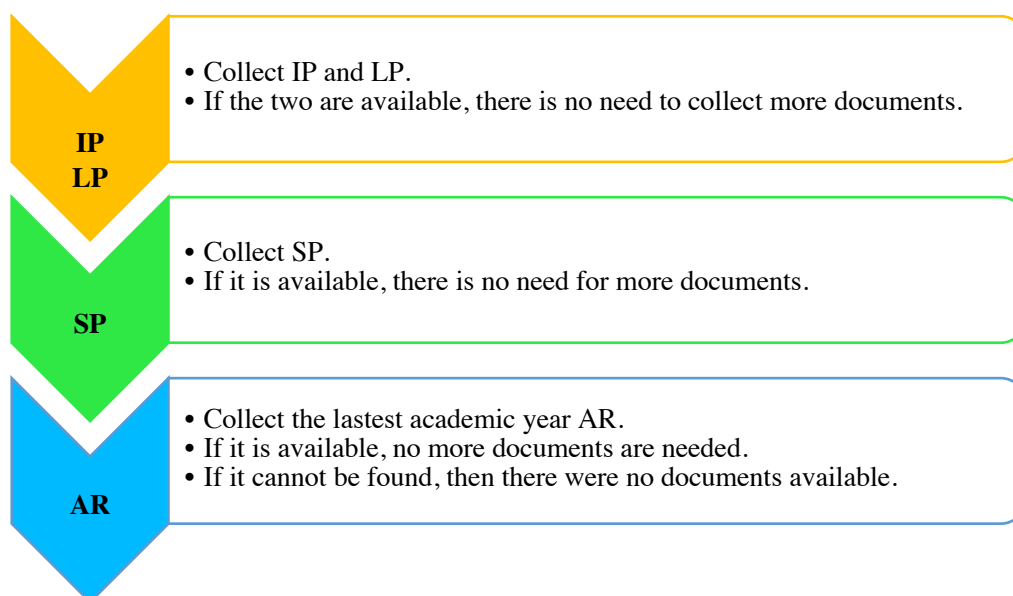 IP
LP
• Collect IP and LP.
• If the two are available, there is no need to collect more documents.
SP
• Collect SP.
• If it is available, there is no need for more documents.
AR
• Collect the lastest academic year AR.
• If it is available, no more documents are needed.
• If it cannot be found, then there were no documents available.